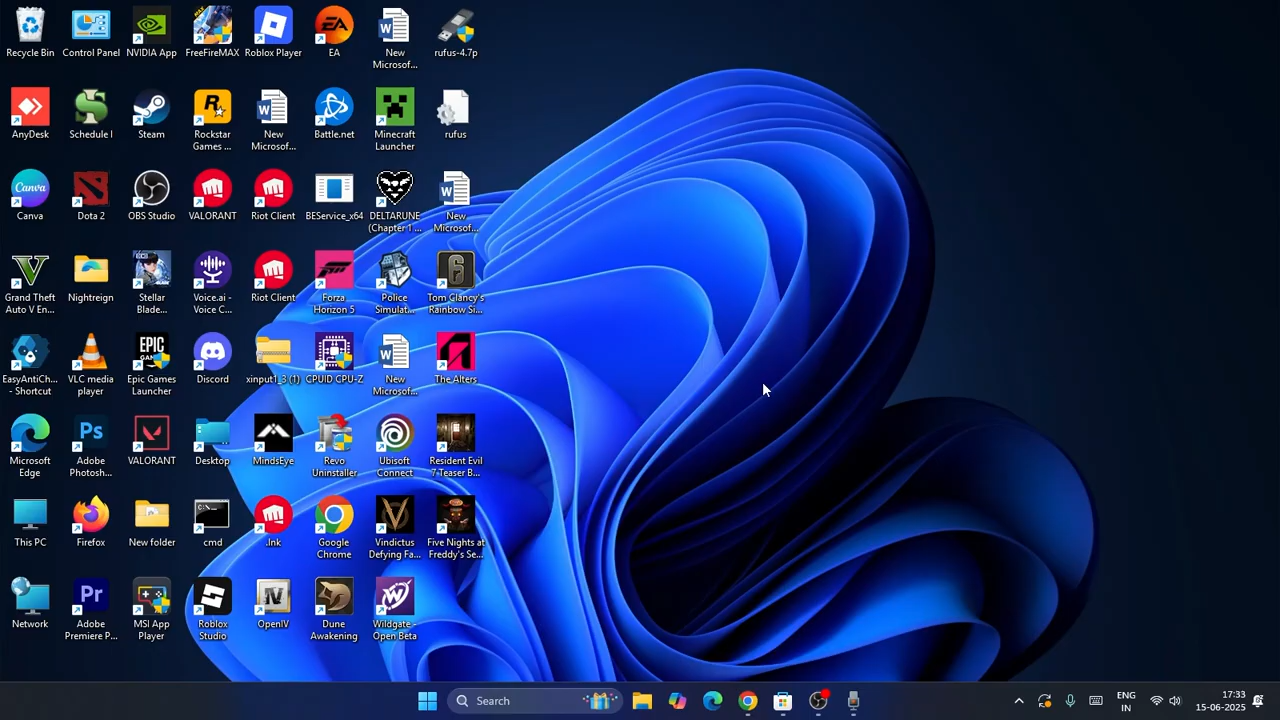 Recycle Bin
Control Panel
NVIDIA App
FreeFireMAX
Roblox Player
EA
New
Microsof...
rufus-4.7p
AnyDesk
Schedule I
Steam
Rockstar
Games ...
New
Microsof...
Battle.net
Minecraft
Launcher
rufus
Canva
Dota 2
OBS Studio
VALORANT
Riot Client
BEService_x64
DELTARUNE
(Chapter 1 ...
New
Microsof...
Grand Theft
Auto V En...
Nightreign
Stellar
Blade...
Voice.ai -
Voice C...
Riot Client
Forza
Horizon 5
Police
Simulat...
Tom Clancy's
Rainbow Si...
EasyAntiCh...
- Shortcut
VLC media
player
Epic Games
Launcher
Discord
xinput1_3 (1)
CPUID CPU-Z
New
Microsof...
The Alters
Microsoft
Edge
Adobe
Photosh...
VALORANT
Desktop
MindsEye
Revo
Uninstaller
Ubisoft
Connect
Resident Evil
7 Teaser B...
This PC
Firefox
New folder
cmd
.lnk
Google
Chrome
Vindictus
Defying Fa...
Five Nights at
Freddy's Se...
Network
Adobe
Premiere P...
MSI App
Player
Roblox
Studio
OpenIV
Dune
Awakening
Wildgate -
Open Beta
Search
ENG
IN
17:33
15-06-2025